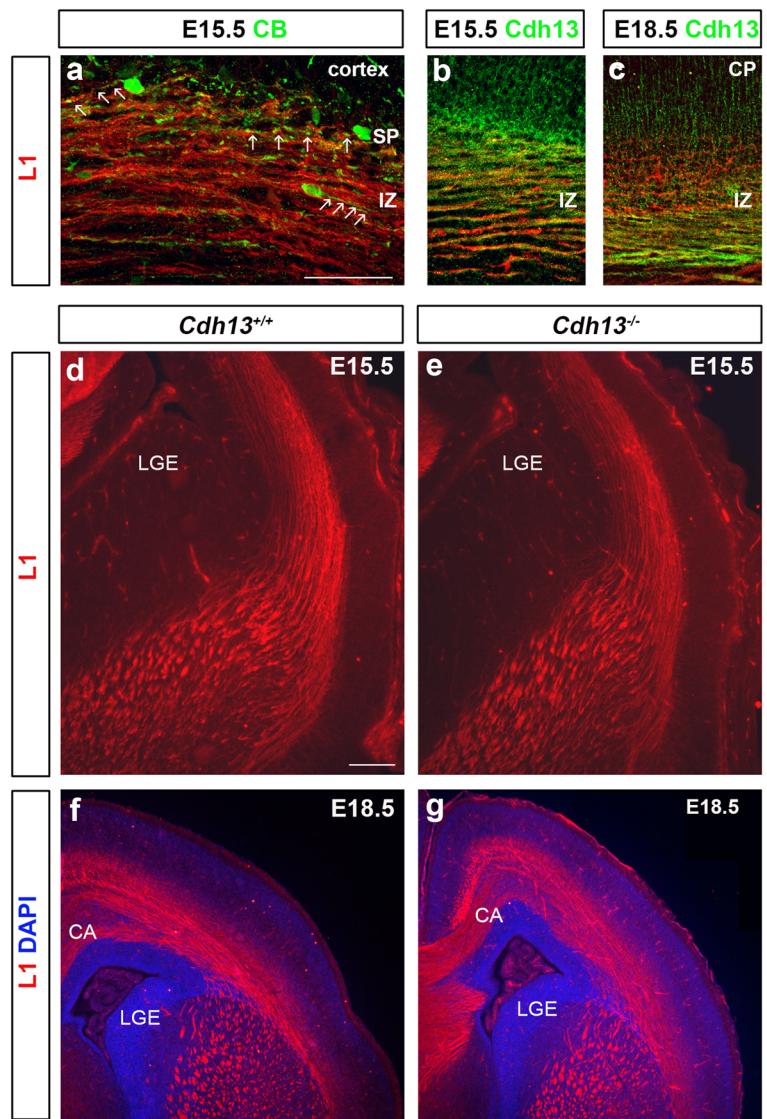 E15.5 CB
E15.5 Cdh13
E18.5 Cdh13
L1
a
cortex
SP
IZ
b
IZ
c
CP
IZ
Cdh13+/+
Cdh13-/-
L1
d
E15.5
LGE
e
E15.5
LGE
L1 DAPI
f
E18.5
CA
LGE
g
E18.5
CA
LGE